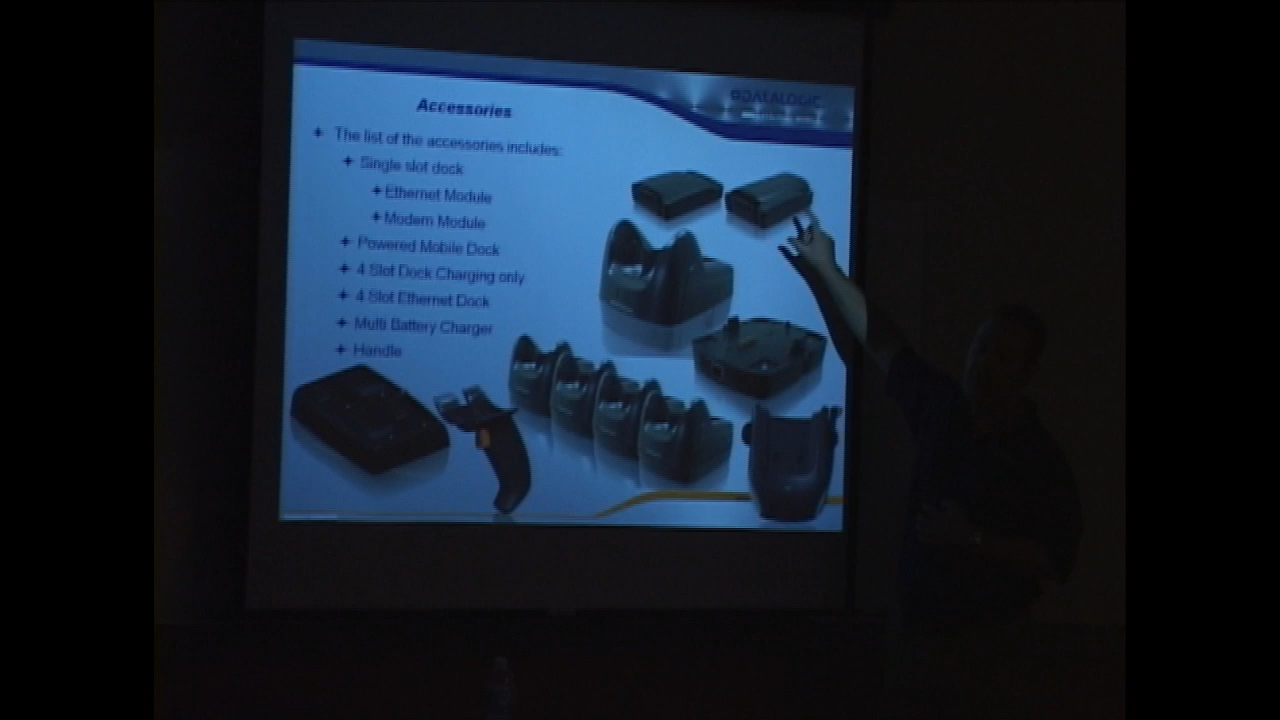 DATALOGIC
Accessories
The list of the accessories includes:
Single slot dock
Ethernet Module
Modem Module
Powered Mobile Dock
4 Slot Dock Charging only
4 Slot Ethernet Dock
Multi Battery Charger
Handle